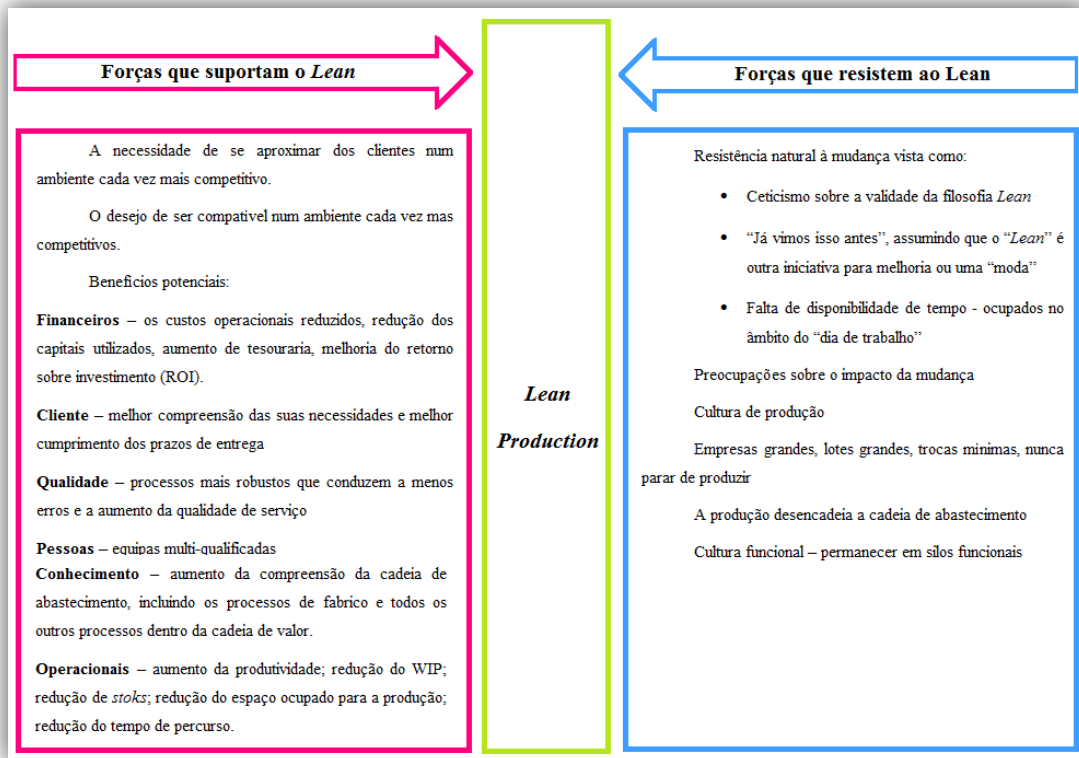 Forças que suportam o Lean
A necessidade de se aproximar dos clientes num
ambiente cada vez mais competitivo.
O desejo de ser compatível num ambiente cada vez mas
competitivos.
Benefícios potenciais:
Financeiros – os custos operacionais reduzidos, redução dos
capitais utilizados, aumento de tesouraria, melhoria do retorno
sobre investimento (ROI).
Cliente – melhor compreensão das suas necessidades e melhor
cumprimento dos prazos de entrega
Qualidade – processos mais robustos que conduzem a menos
erros e a aumento da qualidade de serviço
Pessoas – equipas multi-qualificadas
Conhecimento – aumento da compreensão da cadeia de
abastecimento, incluindo os processos de fabrico e todos os
outros processos dentro da cadeia de valor.
Operacionais – aumento da produtividade; redução do WIP;
redução de stoks; redução do espaço ocupado para a produção;
redução do tempo de percurso.
Lean
Production
Forças que resistem ao Lean
Resistência natural à mudança vista como:
• Ceticismo sobre a validade da filosofia Lean
• “Já vimos isso antes”, assumindo que o “Lean” é
outra iniciativa para melhoria ou uma “moda”
• Falta de disponibilidade de tempo - ocupados no
âmbito do “dia de trabalho”
Preocupações sobre o impacto da mudança
Cultura de produção
Empresas grandes, lotes grandes, trocas mínimas, nunca
parar de produzir
A produção desencadeia a cadeia de abastecimento
Cultura funcional – permanecer em silos funcionais